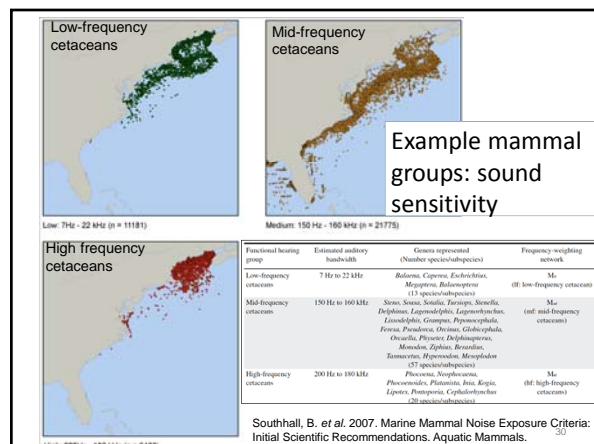 Low-frequency
cetaceans
Mid-frequency
cetaceans
Example mammal
groups: sound
sensitivity
Low: 7Hz - 22 kHz (n = 11181)
Medium: 150 Hz - 160 kHz (n = 21775)
High frequency
cetaceans
Functional hearing group
Estimated auditory bandwidth
Genera represented (Number species/subspecies)
Frequency-weighting network
Low-frequency cetaceans
7 Hz to 22 kHz
Balaena, Caperea, Eschrichtius,
Megaptera, Balaenoptera
(13 species/subspecies)
(lf: low-frequency cetacean)
Mid-frequency cetaceans
150 Hz to 160 kHz
Steno, Sousa, Sotalia, Tursiops, Stenella,
Delphinus, Lagenodelphis, Lagenorhynchus,
Lissodelphis, Grampus, Peponocephala,
Feresa, Pseudorca, Orcinus, Globicephala,
Orcaella, Physeter, Delphinapterus,
Monodon, Ziphius, Berardius,
Tasmacetus, Hyperoodon, Mesoplodon
(57 species/subspecies)
(mf: mid-frequency cetaceans)
High-frequency cetaceans
200 Hz to 180 kHz
Phocoena, Neophocaena,
Phocoenoides, Platanista, Inia, Kogia,
Lipotes, Pontoporia, Cephalorhynchus
(20 species/subspecies)
(hf: high-frequency cetaceans)
Southhall, B. et al. 2007. Marine Mammal Noise Exposure Criteria:
Initial Scientific Recommendations. Aquatic Mammals.
30